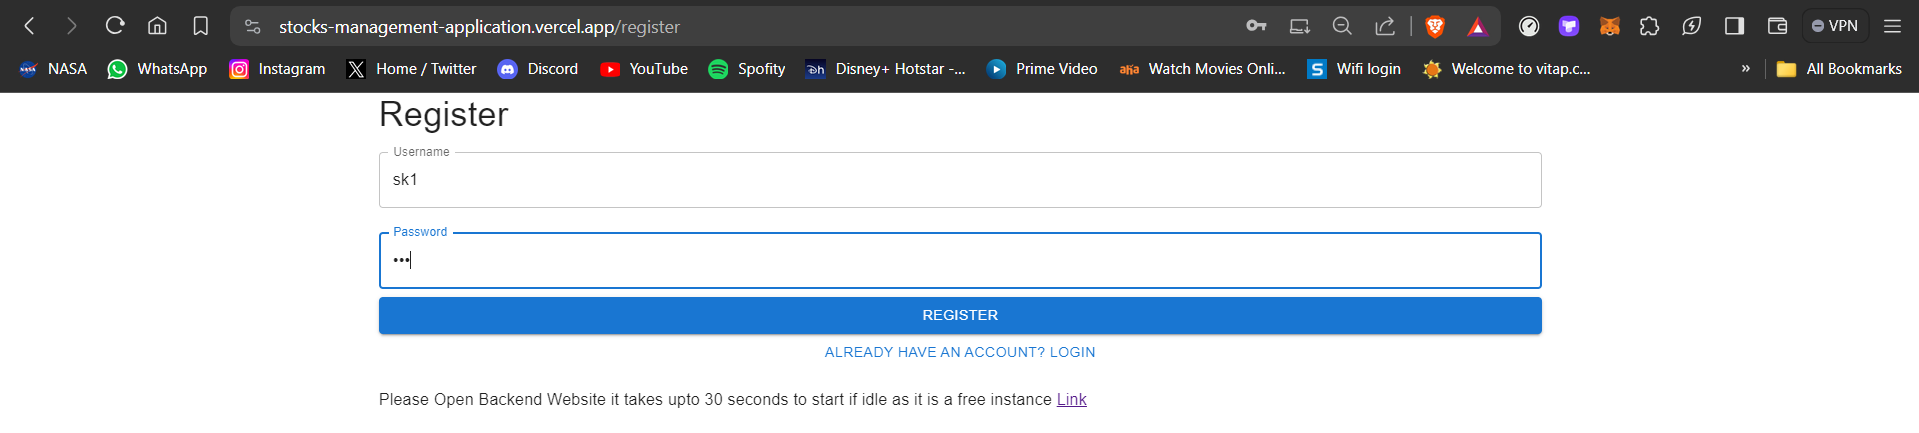 stocks-management-application.vercel.app/register
VPN
NASA WhatsApp Instagram Home / Twitter Discord YouTube Spofity Disney+ Hotstar -... Prime Video aha Watch Movies Onli... S Wifi login Welcome to vitap.c... » All Bookmarks
Register
Username
sk1
Password
•••
REGISTER
ALREADY HAVE AN ACCOUNT? LOGIN
Please Open Backend Website it takes upto 30 seconds to start if idle as it is a free instance Link